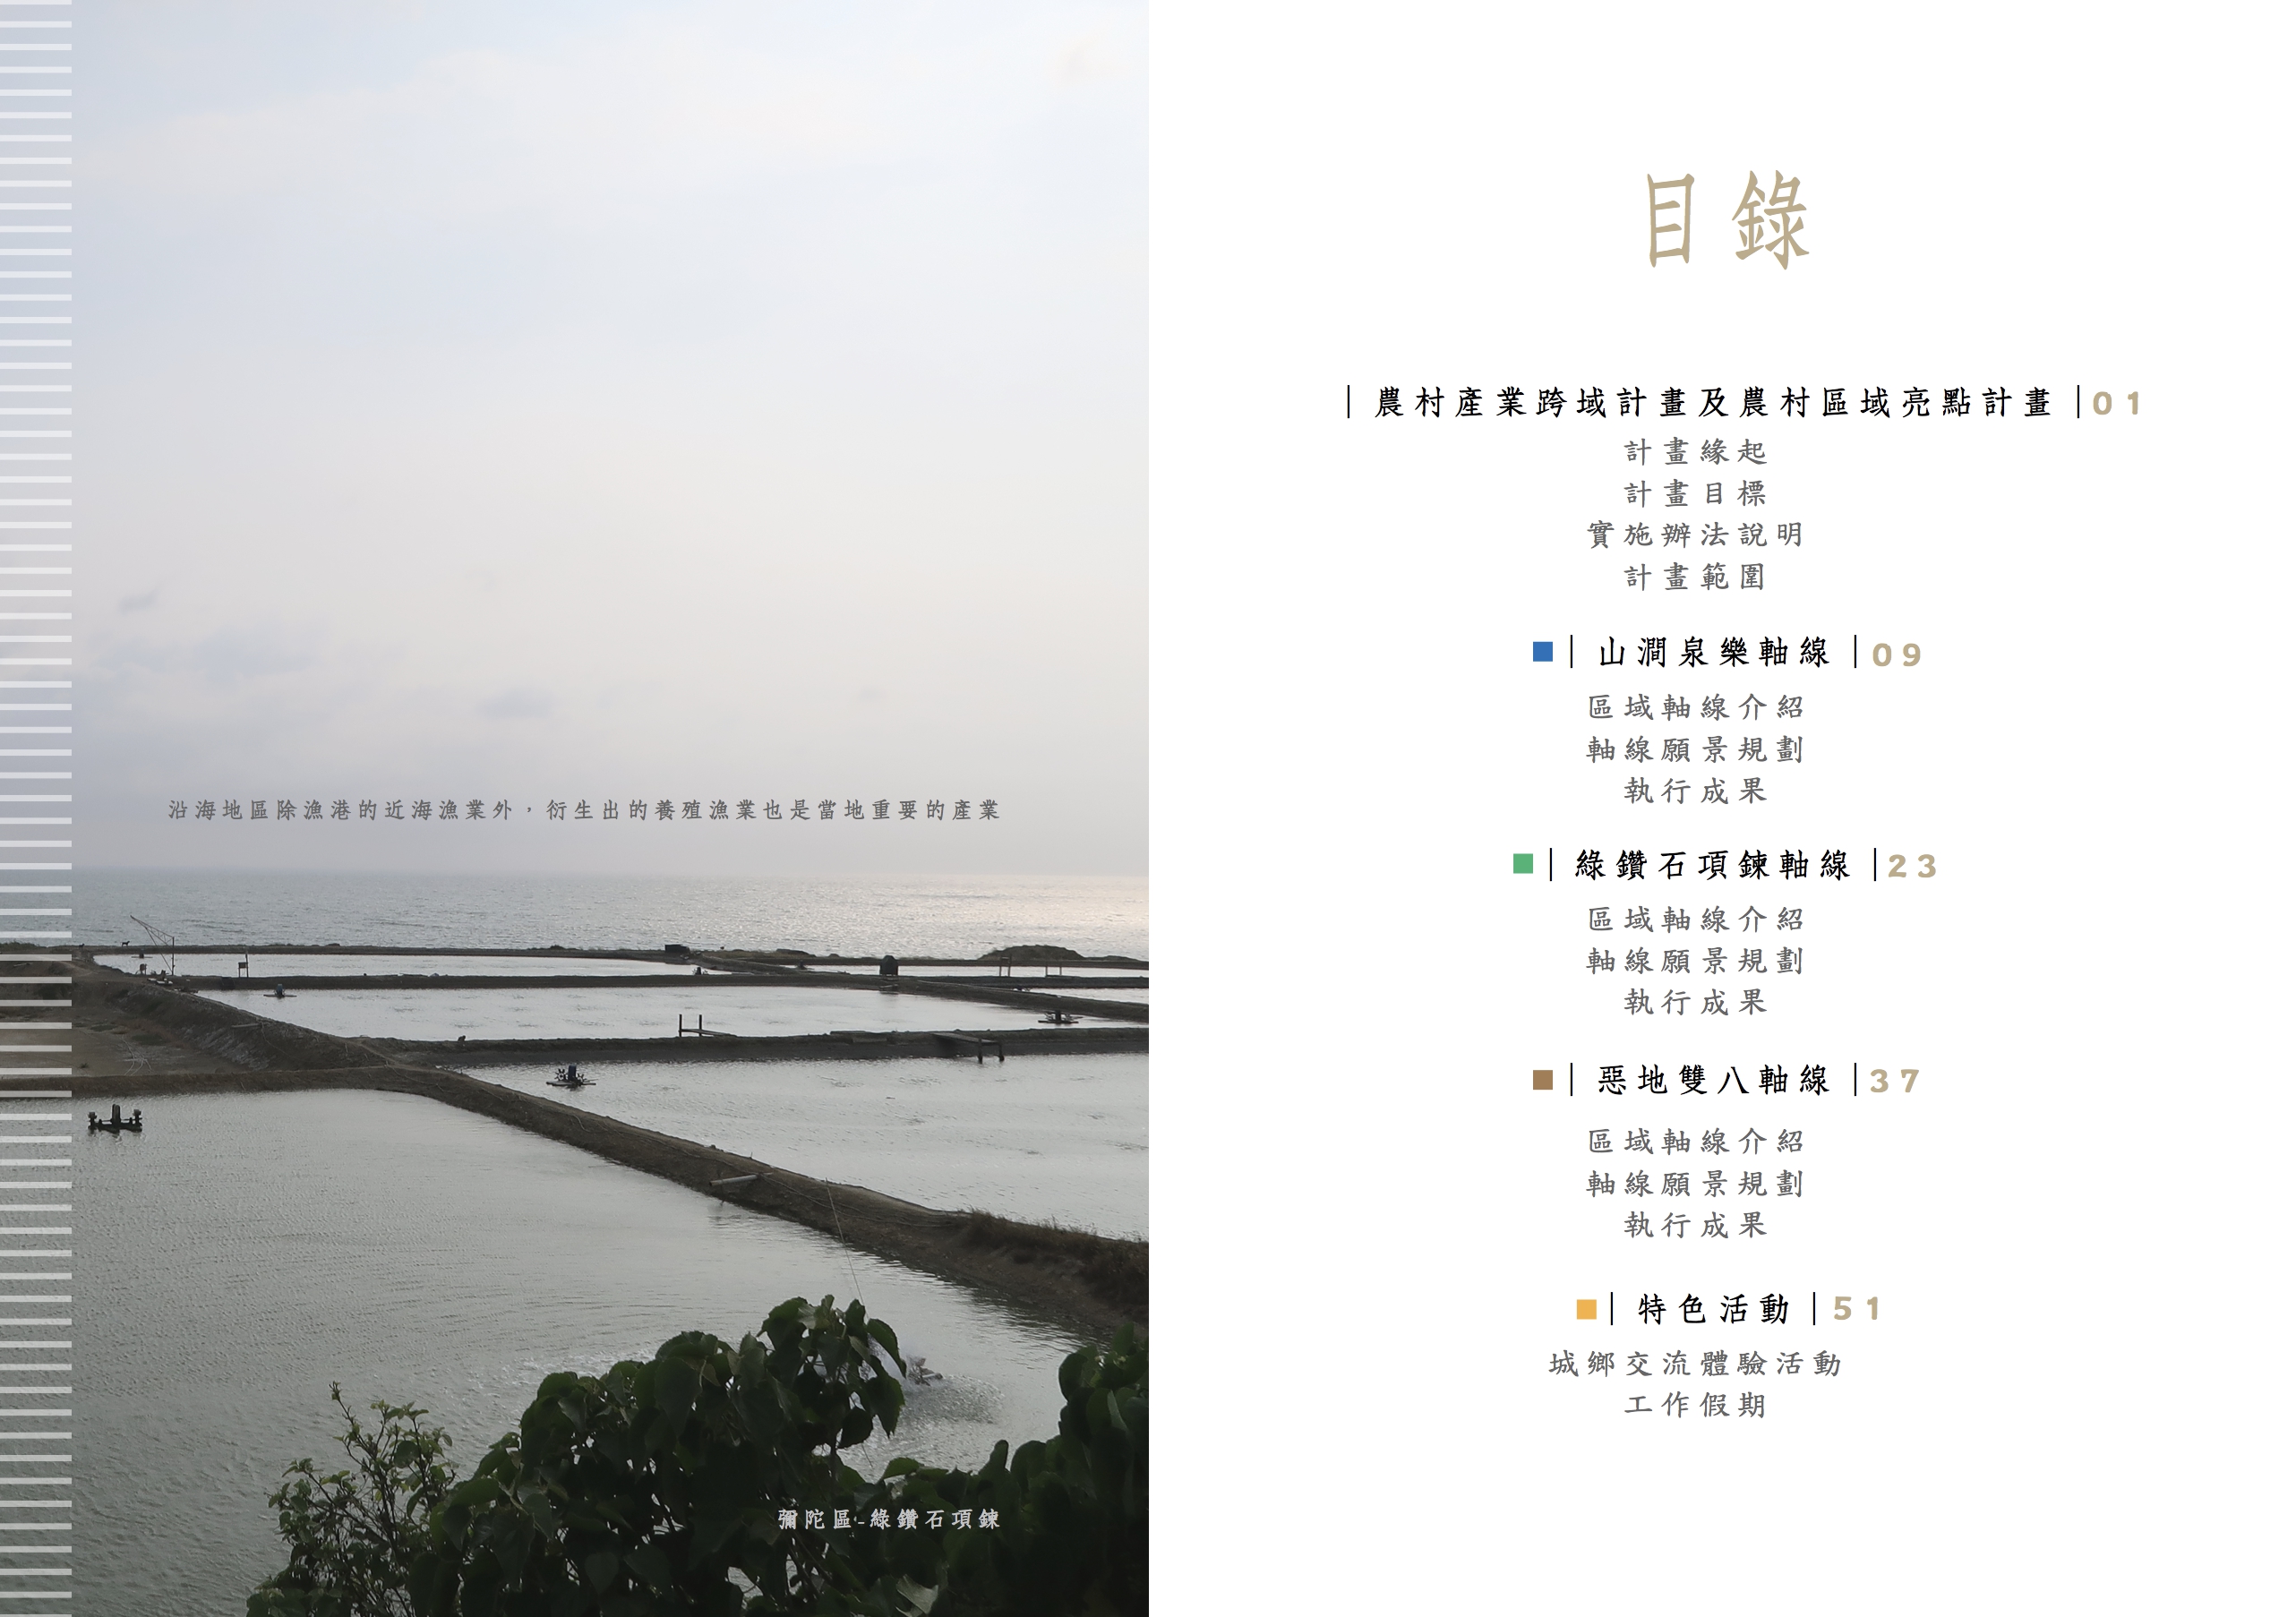 沿海地區除漁港的近海漁業外，衍生出的養殖漁業也是當地重要的產業
彌陀區-綠鑽石項鍊
目錄
農村產業跨域計畫及農村區域亮點計畫 01
計畫緣起
計畫目標
實施辦法說明
計畫範圍
山澗泉樂軸線 09
區域軸線介紹
軸線願景規劃
執行成果
綠鑽石項鍊軸線 23
區域軸線介紹
軸線願景規劃
執行成果
惡地雙八軸線 37
區域軸線介紹
軸線願景規劃
執行成果
特色活動 51
城鄉交流體驗活動
工作假期